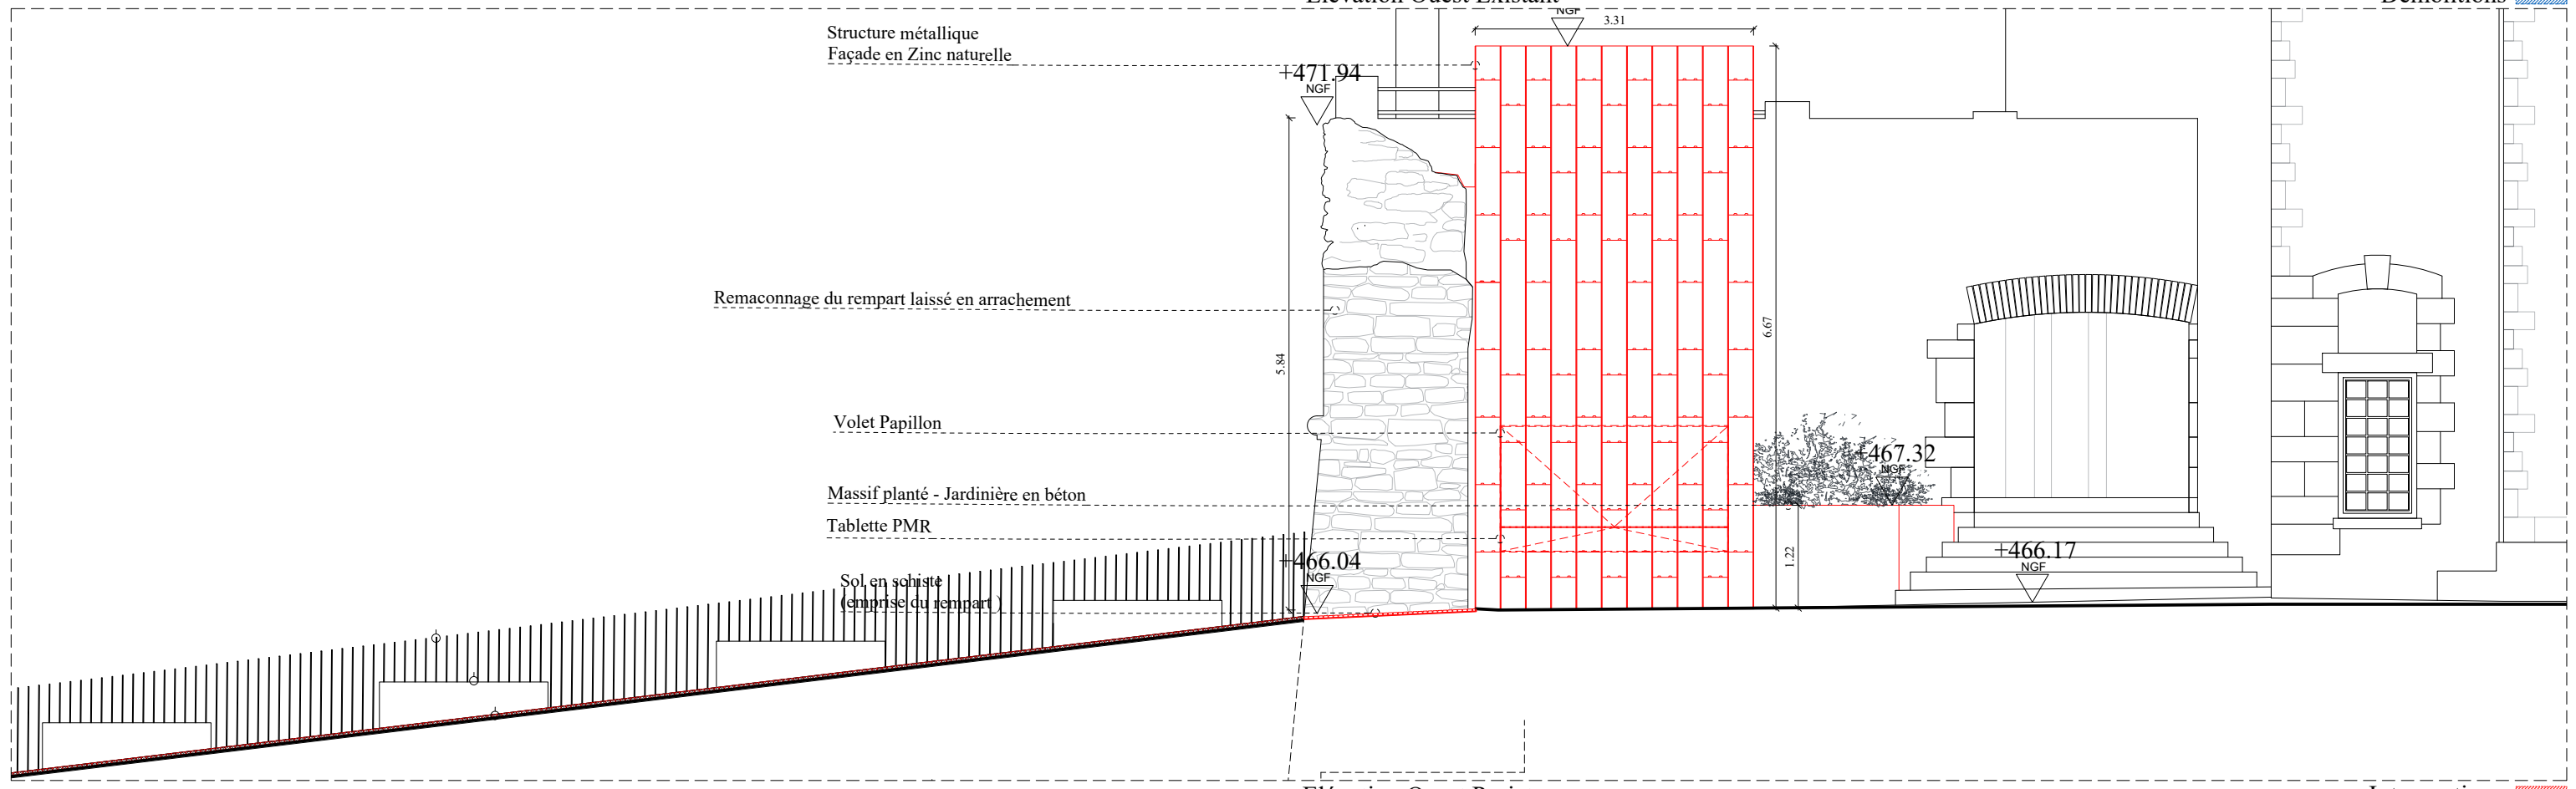 Structure métallique
Façade en Zinc naturelle
NGF
3.31
+471.94
NGF
Remaconnage du rempart laissé en arrachement
5.84
6.67
Volet Papillon
+467.32
NGF
Massif planté - Jardinière en béton
Tablette PMR
1.22
+466.17
NGF
+466.04
NGF
Sol en schiste
(emprise du rempart )